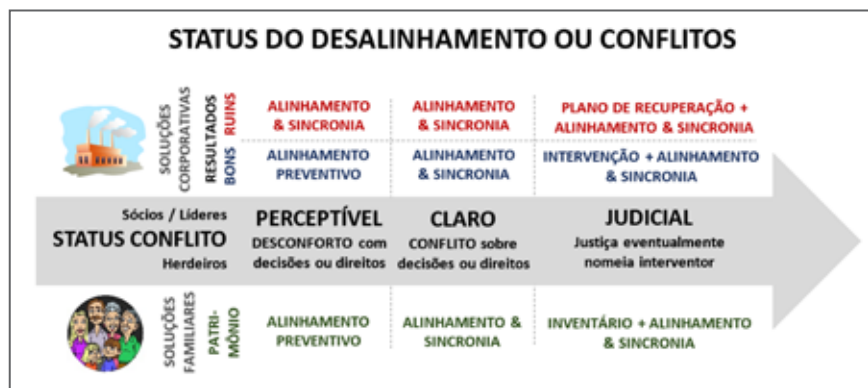 STATUS DO DESALINHAMENTO OU CONFLITOS
SOLUÇÕES
CORPORATIVAS
RESULTADOS
BONS RUINS
ALINHAMENTO
& SINCRONIA
ALINHAMENTO
& SINCRONIA
PLANO DE RECUPERAÇÃO +
ALINHAMENTO & SINCRONIA
ALINHAMENTO
PREVENTIVO
ALINHAMENTO
& SINCRONIA
INTERVENÇÃO + ALINHAMENTO
& SINCRONIA
Sócios / Líderes
STATUS CONFLITO
Herdeiros
PERCEPTÍVEL
DESCONFORTO com
decisões ou direitos
CLARO
CONFLITO sobre
decisões ou direitos
JUDICIAL
Justiça eventualmente
nomeia interventor
SOLUÇÕES
FAMILIARES
PATRI-
MÔNIO
ALINHAMENTO
PREVENTIVO
ALINHAMENTO &
SINCRONIA
INVENTÁRIO + ALINHAMENTO
& SINCRONIA